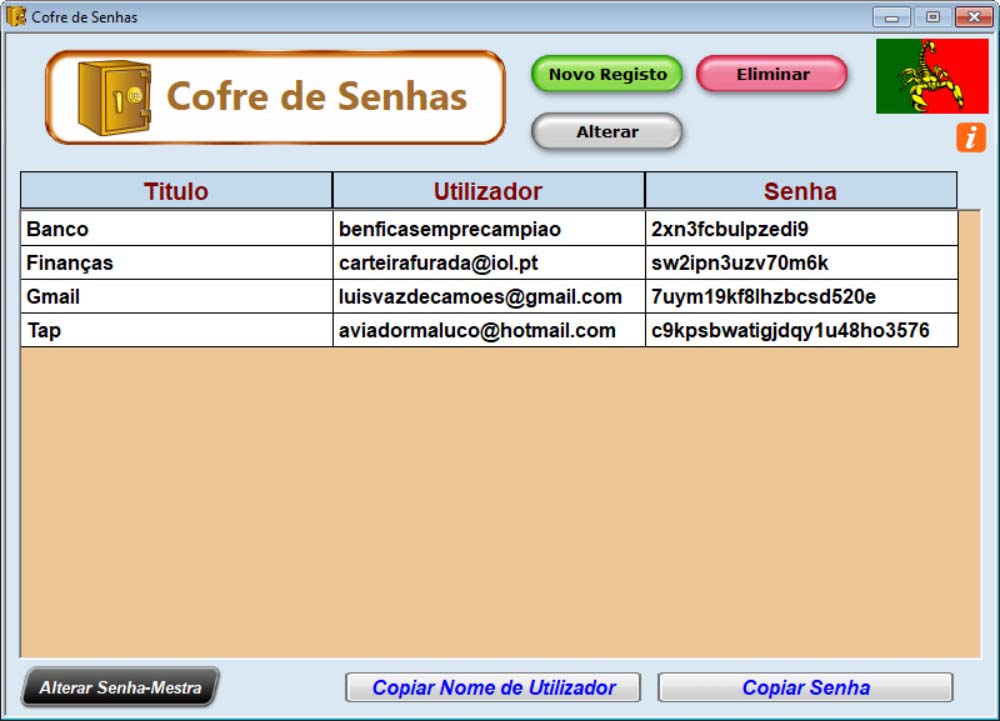 Cofre de Senhas
Cofre de Senhas
Novo Registo
Eliminar
Alterar
i
Titulo Utilizador Senha
Banco benficasemprecampiao 2xn3fcbulpzedi9
Finanças carteirafurada@iol.pt sw2ipn3uzv70m6k
Gmail luisvazdecamoes@gmail.com 7uym19kf8lhzbcsd520e
Tap aviadormaluco@hotmail.com c9kpsbwatigjdqy1u48ho3576
Alterar Senha-Mestra
Copiar Nome de Utilizador
Copiar Senha